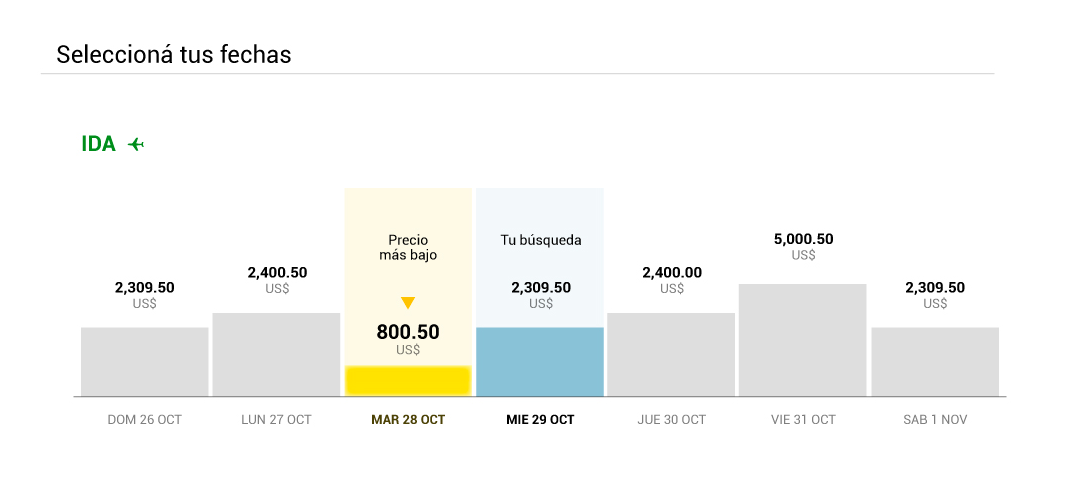 Seleccioná tus fechas
IDA
Precio
más bajo
Tu búsqueda
2,309.50
US$
2,400.50
US$
800.50
US$
2,309.50
US$
2,400.00
US$
5,000.50
US$
2,309.50
US$
DOM 26 OCT
LUN 27 OCT
MAR 28 OCT
MIE 29 OCT
JUE 30 OCT
VIE 31 OCT
SAB 1 NOV